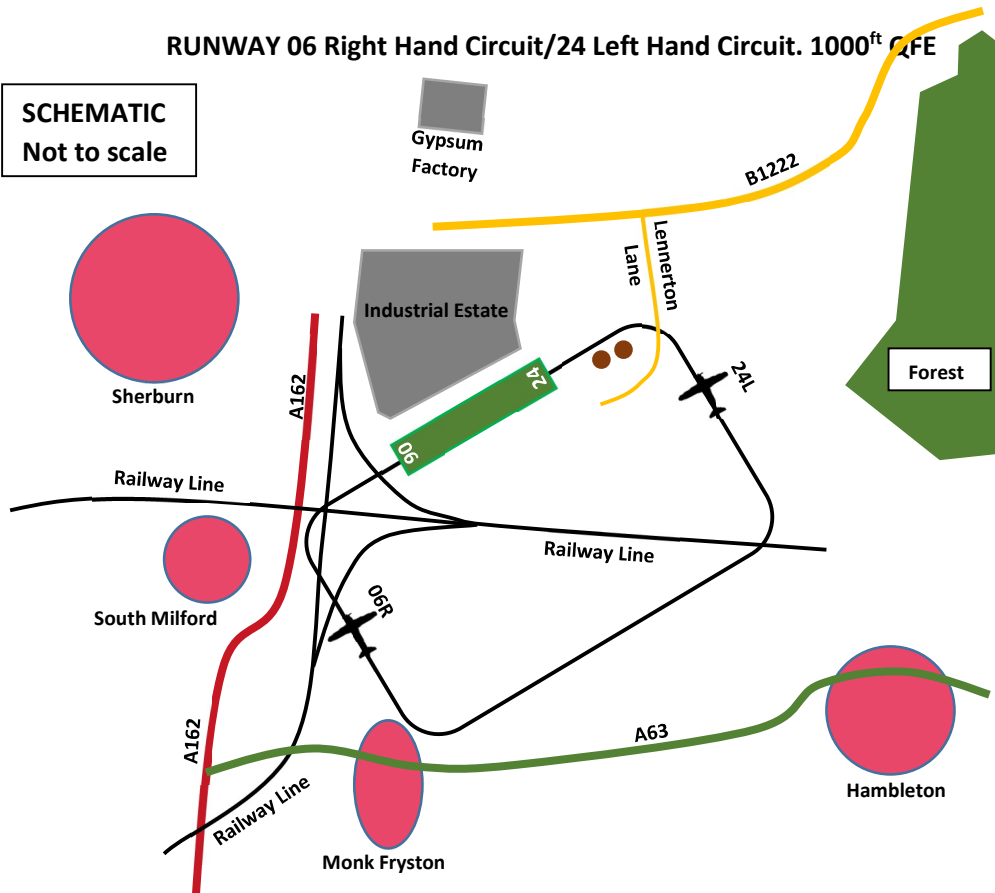 RUNWAY 06 Right Hand Circuit/24 Left Hand Circuit. 1000ft QFE
SCHEMATIC
Not to scale
Gypsum
Factory
B1222
Lennerton
Lane
Industrial Estate
Sherburn
A162
24
24L
Forest
06
Railway Line
Railway Line
South Milford
06R
A162
A63
Hambleton
Railway Line
Monk Fryston